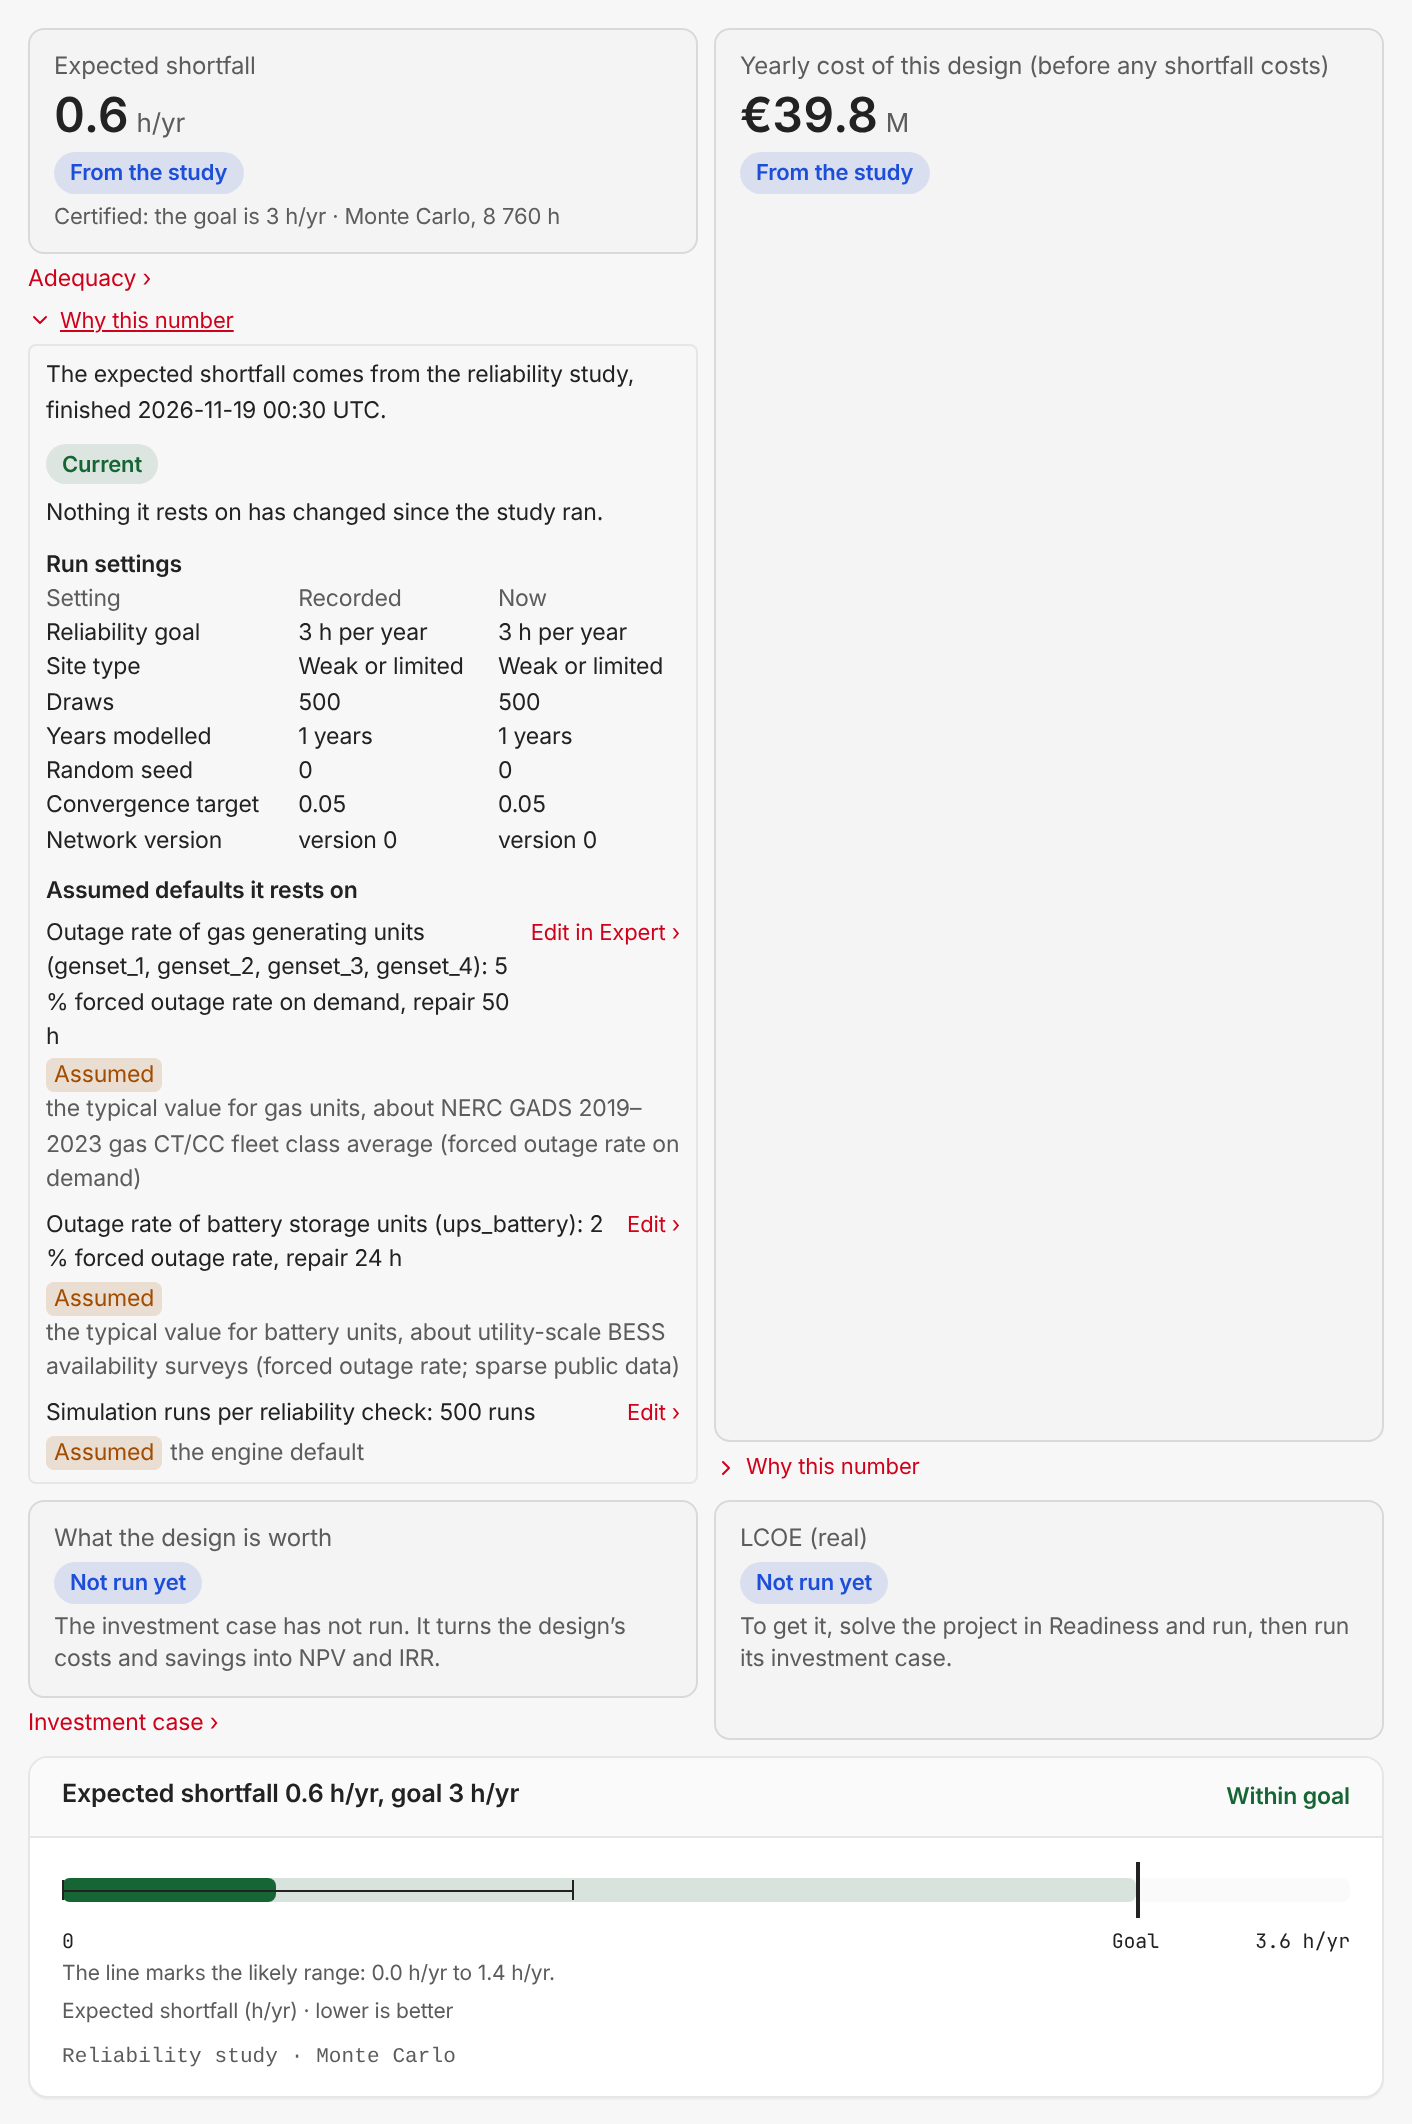 Expected shortfall
0.6 h/yr
From the study
Certified: the goal is 3 h/yr · Monte Carlo, 8 760 h
Adequacy ›
Why this number
The expected shortfall comes from the reliability study,
finished 2026-11-19 00:30 UTC.
Current
Nothing it rests on has changed since the study ran.
Run settings
Setting Recorded Now
Reliability goal 3 h per year 3 h per year
Site type Weak or limited Weak or limited
Draws 500 500
Years modelled 1 years 1 years
Random seed 0 0
Convergence target 0.05 0.05
Network version version 0 version 0
Assumed defaults it rests on
Outage rate of gas generating units Edit in Expert ›
(genset_1, genset_2, genset_3, genset_4): 5
% forced outage rate on demand, repair 50
h
Assumed
the typical value for gas units, about NERC GADS 2019–
2023 gas CT/CC fleet class average (forced outage rate on
demand)
Outage rate of battery storage units (ups_battery): 2 Edit ›
% forced outage rate, repair 24 h
Assumed
the typical value for battery units, about utility-scale BESS
availability surveys (forced outage rate; sparse public data)
Simulation runs per reliability check: 500 runs Edit ›
Assumed the engine default
Yearly cost of this design (before any shortfall costs)
€39.8 M
From the study
Why this number
What the design is worth
Not run yet
The investment case has not run. It turns the design’s
costs and savings into NPV and IRR.
Investment case ›
LCOE (real)
Not run yet
To get it, solve the project in Readiness and run, then run
its investment case.
Expected shortfall 0.6 h/yr, goal 3 h/yr Within goal
0 Goal 3.6 h/yr
The line marks the likely range: 0.0 h/yr to 1.4 h/yr.
Expected shortfall (h/yr) · lower is better
Reliability study · Monte Carlo